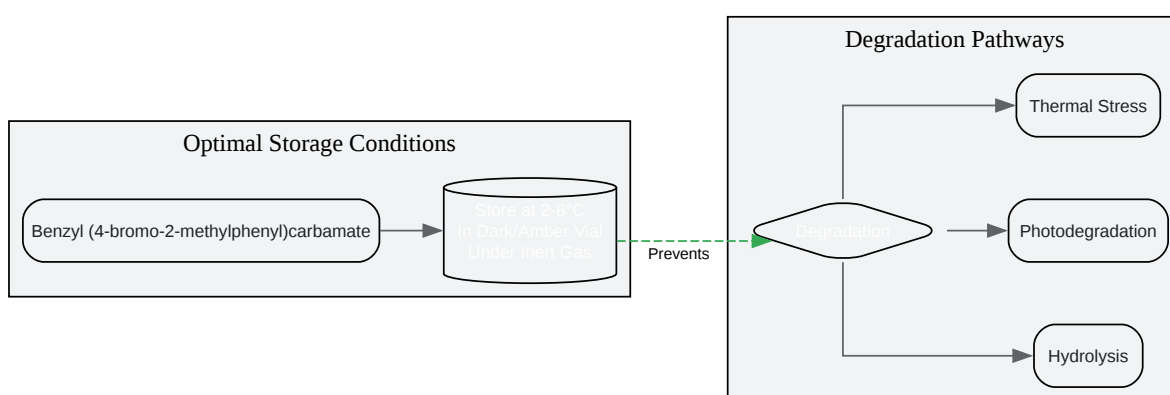 Optimal Storage Conditions
Benzyl (4-bromo-2-methylphenyl)carbamate
Store at 2-8°C
In Dark/Amber Vial
Under Inert Gas
Prevents
Degradation Pathways
Degradation
Thermal Stress
Photodegradation
Hydrolysis